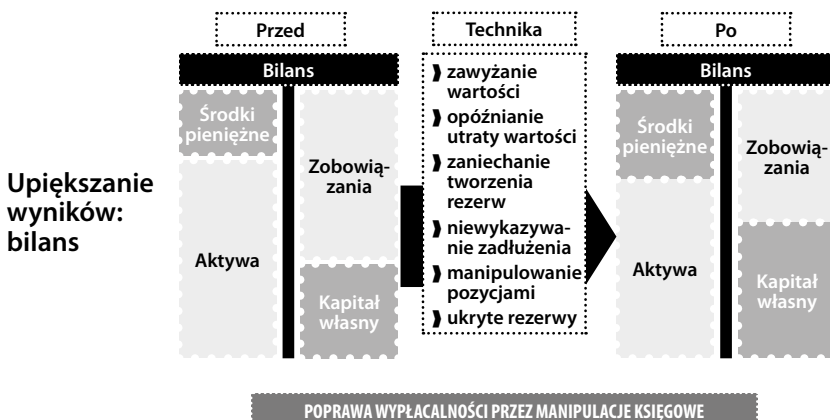 Przed
Technika
Po
Upiększanie
wyników:
bilans
Bilans
Środki
pieniężne
Aktywa
Zobowią-
zania
Kapitał
własny
❱ zawyżanie
wartości
❱ opóźnianie
utraty wartości
❱ zaniechanie
tworzenia
rezerw
❱ niewykazywa-
nie zadłużenia
❱ manipulowanie
pozycjami
❱ ukryte rezerwy
Bilans
Środki
pieniężne
Aktywa
Zobowią-
zania
Kapitał
własny
POPRAWA WYPŁACALNOŚCI PRZEZ MANIPULACJE KSIĘGOWE